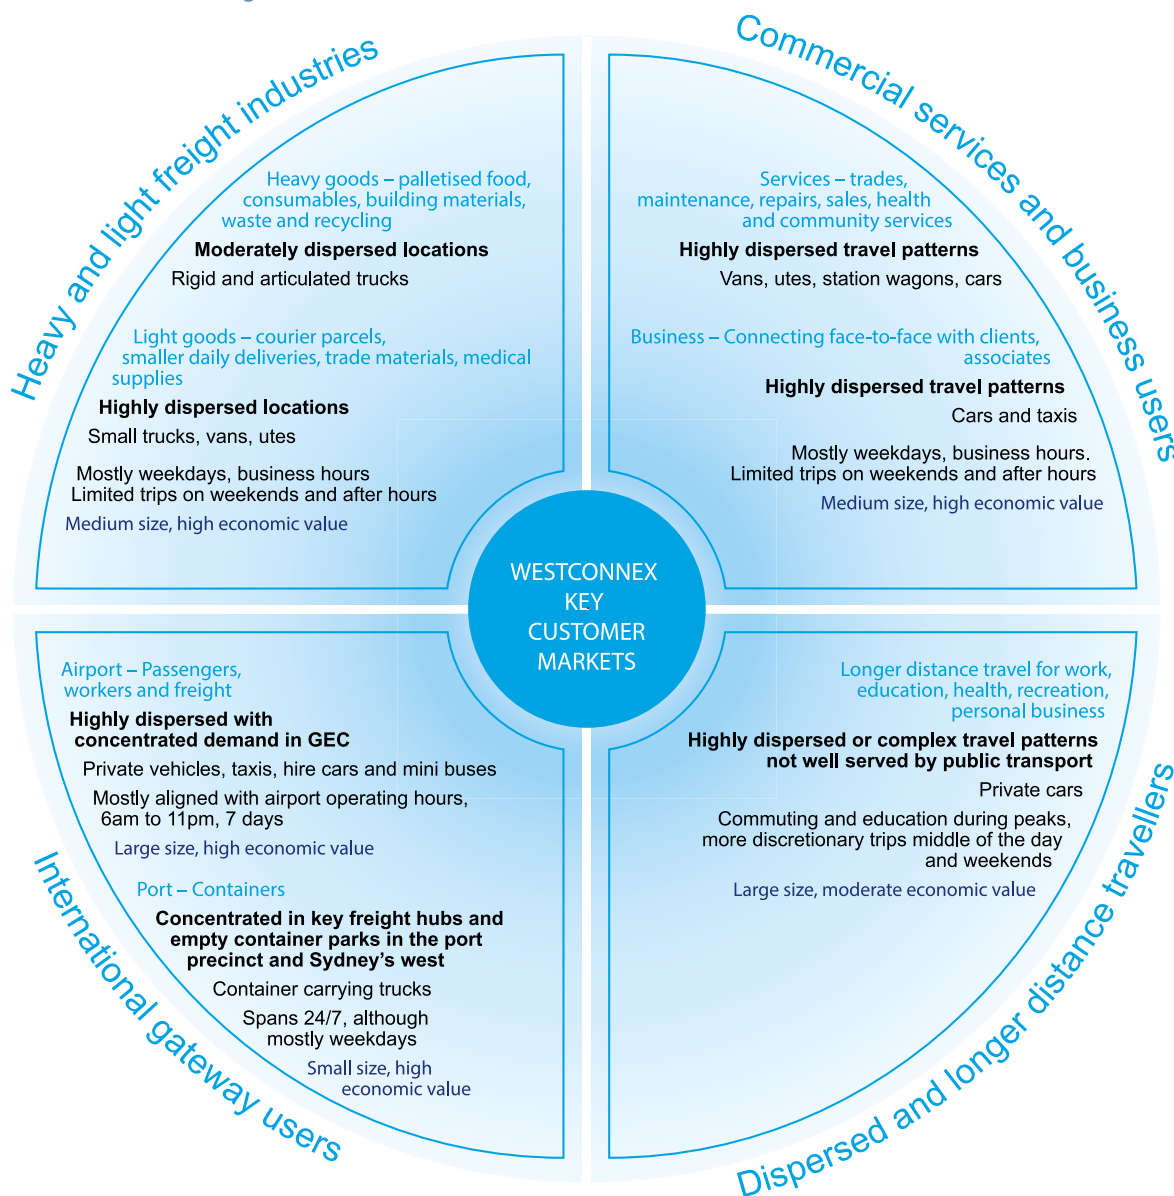 Heavy and light freight industries
Heavy goods – palletised food,
consumables, building materials,
waste and recycling
Moderately dispersed locations
Rigid and articulated trucks
Light goods – courier parcels,
smaller daily deliveries, trade materials, medical
supplies
Highly dispersed locations
Small trucks, vans, utes
Mostly weekdays, business hours
Limited trips on weekends and after hours
Medium size, high economic value
Commercial services and business users
Services – trades,
maintenance, repairs, sales, health
and community services
Highly dispersed travel patterns
Vans, utes, station wagons, cars
Business – Connecting face-to-face with clients,
associates
Highly dispersed travel patterns
Cars and taxis
Mostly weekdays, business hours.
Limited trips on weekends and after hours
Medium size, high economic value
WESTCONNEX
KEY
CUSTOMER
MARKETS
International gateway users
Airport – Passengers,
workers and freight
Highly dispersed with
concentrated demand in GEC
Private vehicles, taxis, hire cars and mini buses
Mostly aligned with airport operating hours,
6am to 11pm, 7 days
Large size, high economic value
Port – Containers
Concentrated in key freight hubs and
empty container parks in the port
precinct and Sydney's west
Container carrying trucks
Spans 24/7, although
mostly weekdays
Small size, high
economic value
Dispersed and longer distance travellers
Longer distance travel for work,
education, health, recreation,
personal business
Highly dispersed or complex travel patterns
not well served by public transport
Private cars
Commuting and education during peaks,
more discretionary trips middle of the day
and weekends
Large size, moderate economic value